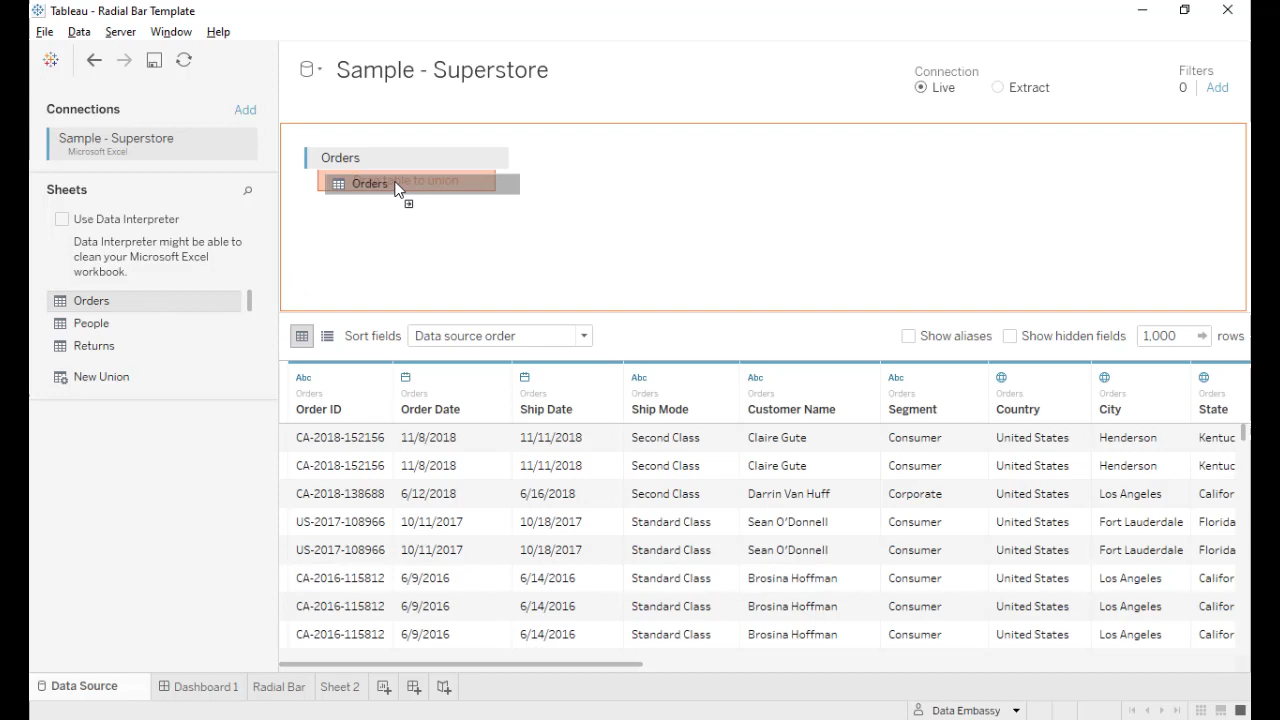 Tableau - Radial Bar Template
File Data Server Window Help
Sample - Superstore
Connection
Live Extract
Filters
0 Add
Connections Add
Sample - Superstore
Microsoft Excel
Sheets
Use Data Interpreter
Data Interpreter might be able to
clean your Microsoft Excel
workbook.
Orders
People
Returns
New Union
Orders
Orders table to union
Sort fields Data source order Show aliases Show hidden fields 1,000 rows
Abc Abc Abc Abc
Orders Orders Orders Orders Orders Orders Orders Orders Orders
Order ID Order Date Ship Date Ship Mode Customer Name Segment Country City State
CA-2018-152156 11/8/2018 11/11/2018 Second Class Claire Gute Consumer United States Henderson Kentuc
CA-2018-152156 11/8/2018 11/11/2018 Second Class Claire Gute Consumer United States Henderson Kentuc
CA-2018-138688 6/12/2018 6/16/2018 Second Class Darrin Van Huff Corporate United States Los Angeles Califor
US-2017-108966 10/11/2017 10/18/2017 Standard Class Sean O'Donnell Consumer United States Fort Lauderdale Florida
US-2017-108966 10/11/2017 10/18/2017 Standard Class Sean O'Donnell Consumer United States Fort Lauderdale Florida
CA-2016-115812 6/9/2016 6/14/2016 Standard Class Brosina Hoffman Consumer United States Los Angeles Califor
CA-2016-115812 6/9/2016 6/14/2016 Standard Class Brosina Hoffman Consumer United States Los Angeles Califor
CA-2016-115812 6/9/2016 6/14/2016 Standard Class Brosina Hoffman Consumer United States Los Angeles Califor
Data Source Dashboard 1 Radial Bar Sheet 2
Data Embassy